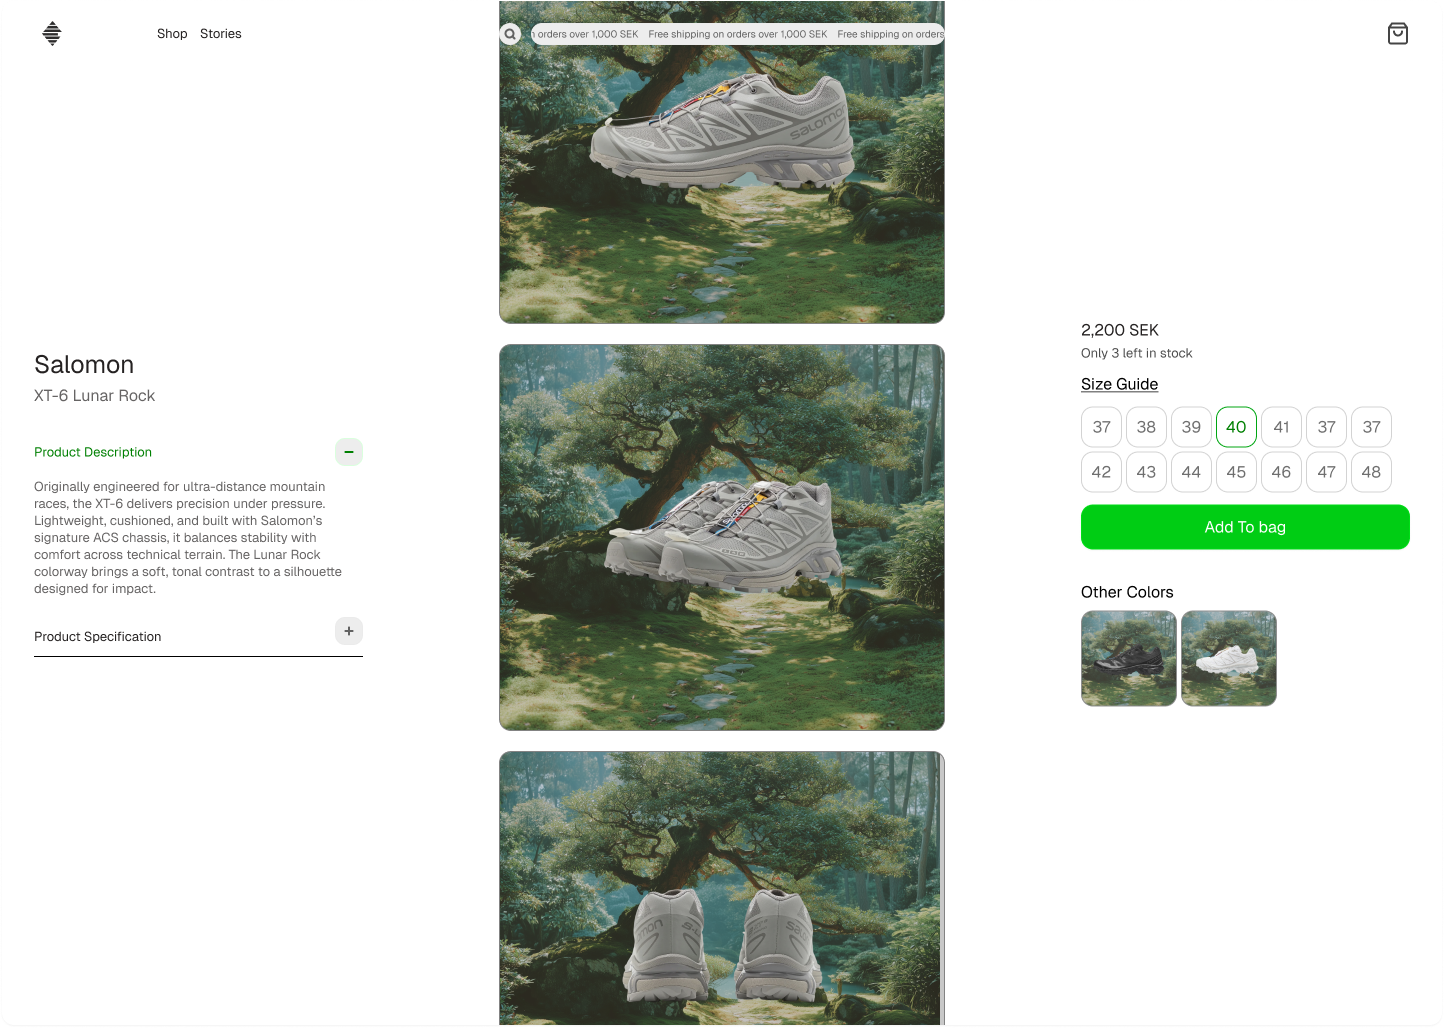 Shop Stories
orders over 1,000 SEK Free shipping on orders over 1,000 SEK Free shipping on orders
Salomon
XT-6 Lunar Rock
Product Description
Originally engineered for ultra-distance mountain
races, the XT-6 delivers precision under pressure.
Lightweight, cushioned, and built with Salomon's
signature ACS chassis, it balances stability with
comfort across technical terrain. The Lunar Rock
colorway brings a soft, tonal contrast to a silhouette
designed for impact.
Product Specification
salomon
2,200 SEK
Only 3 left in stock
Size Guide
37 38 39 40 41 37 37
42 43 44 45 46 47 48
Add To bag
Other Colors